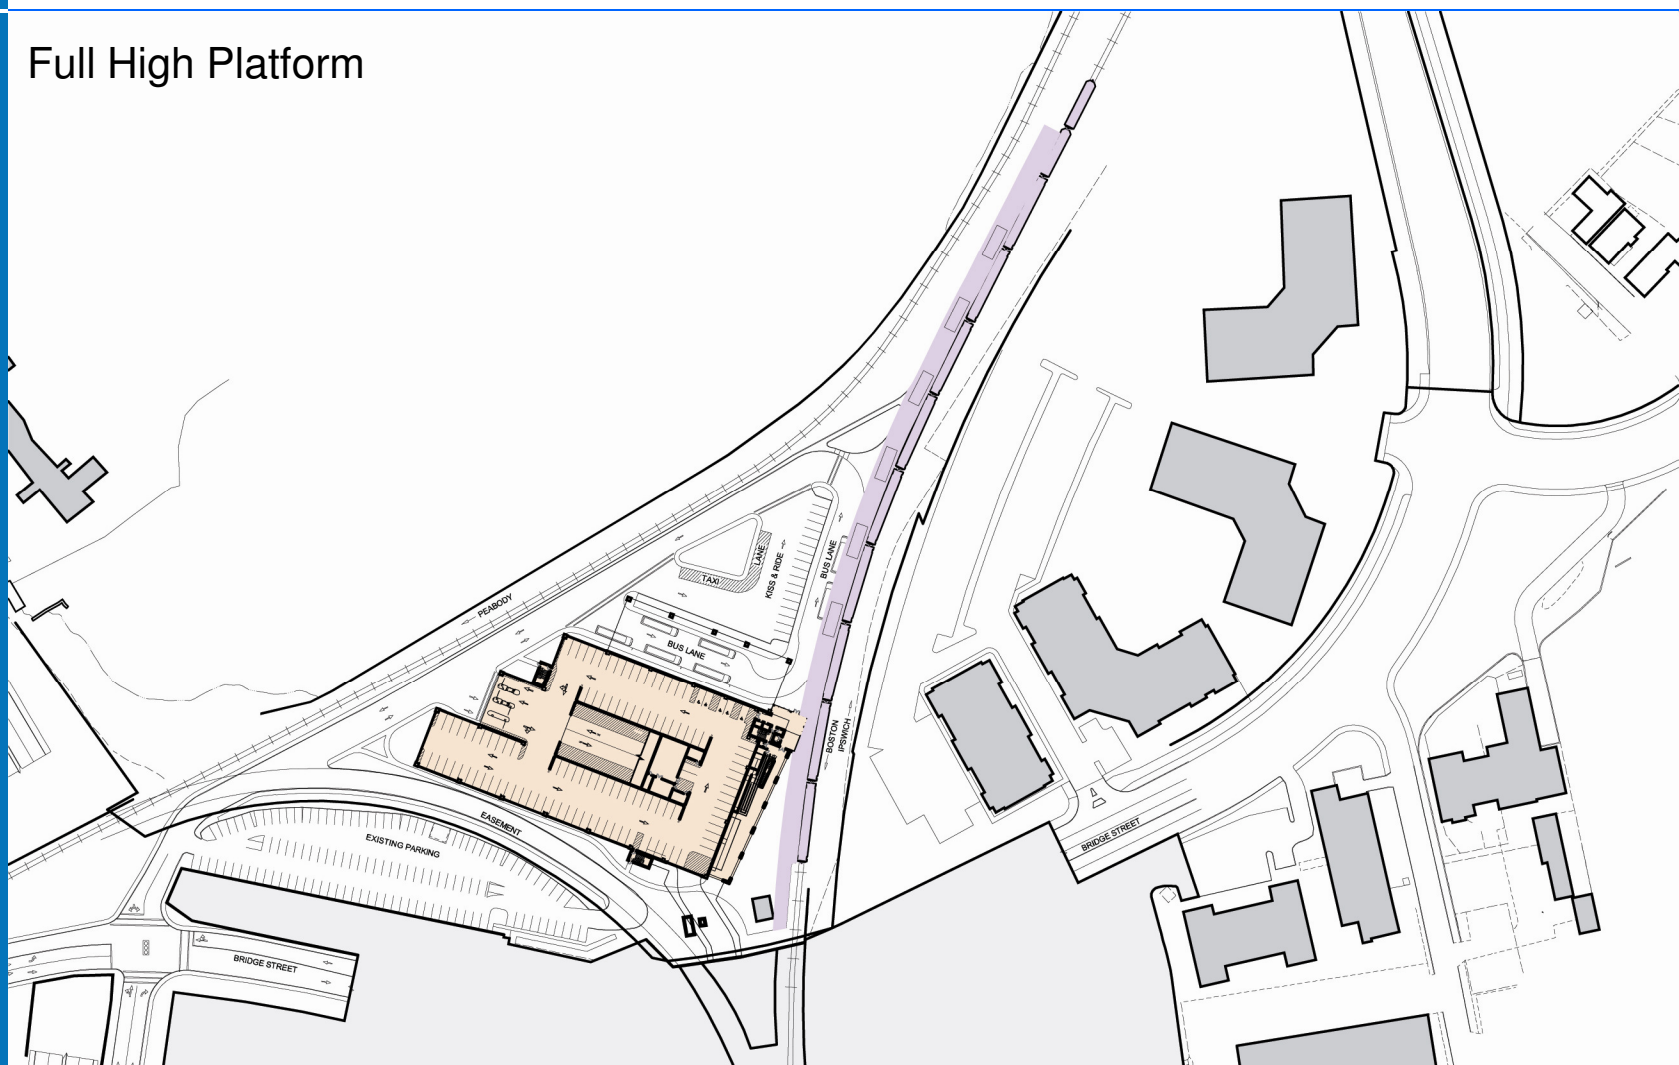 Full High Platform
TAXI
LANE
KISS & RIDE
BUS LANE
PEABODY
BUS LANE
BOSTON
IPSWICH
EASEMENT
EXISTING PARKING
BRIDGE STREET
BRIDGE STREET